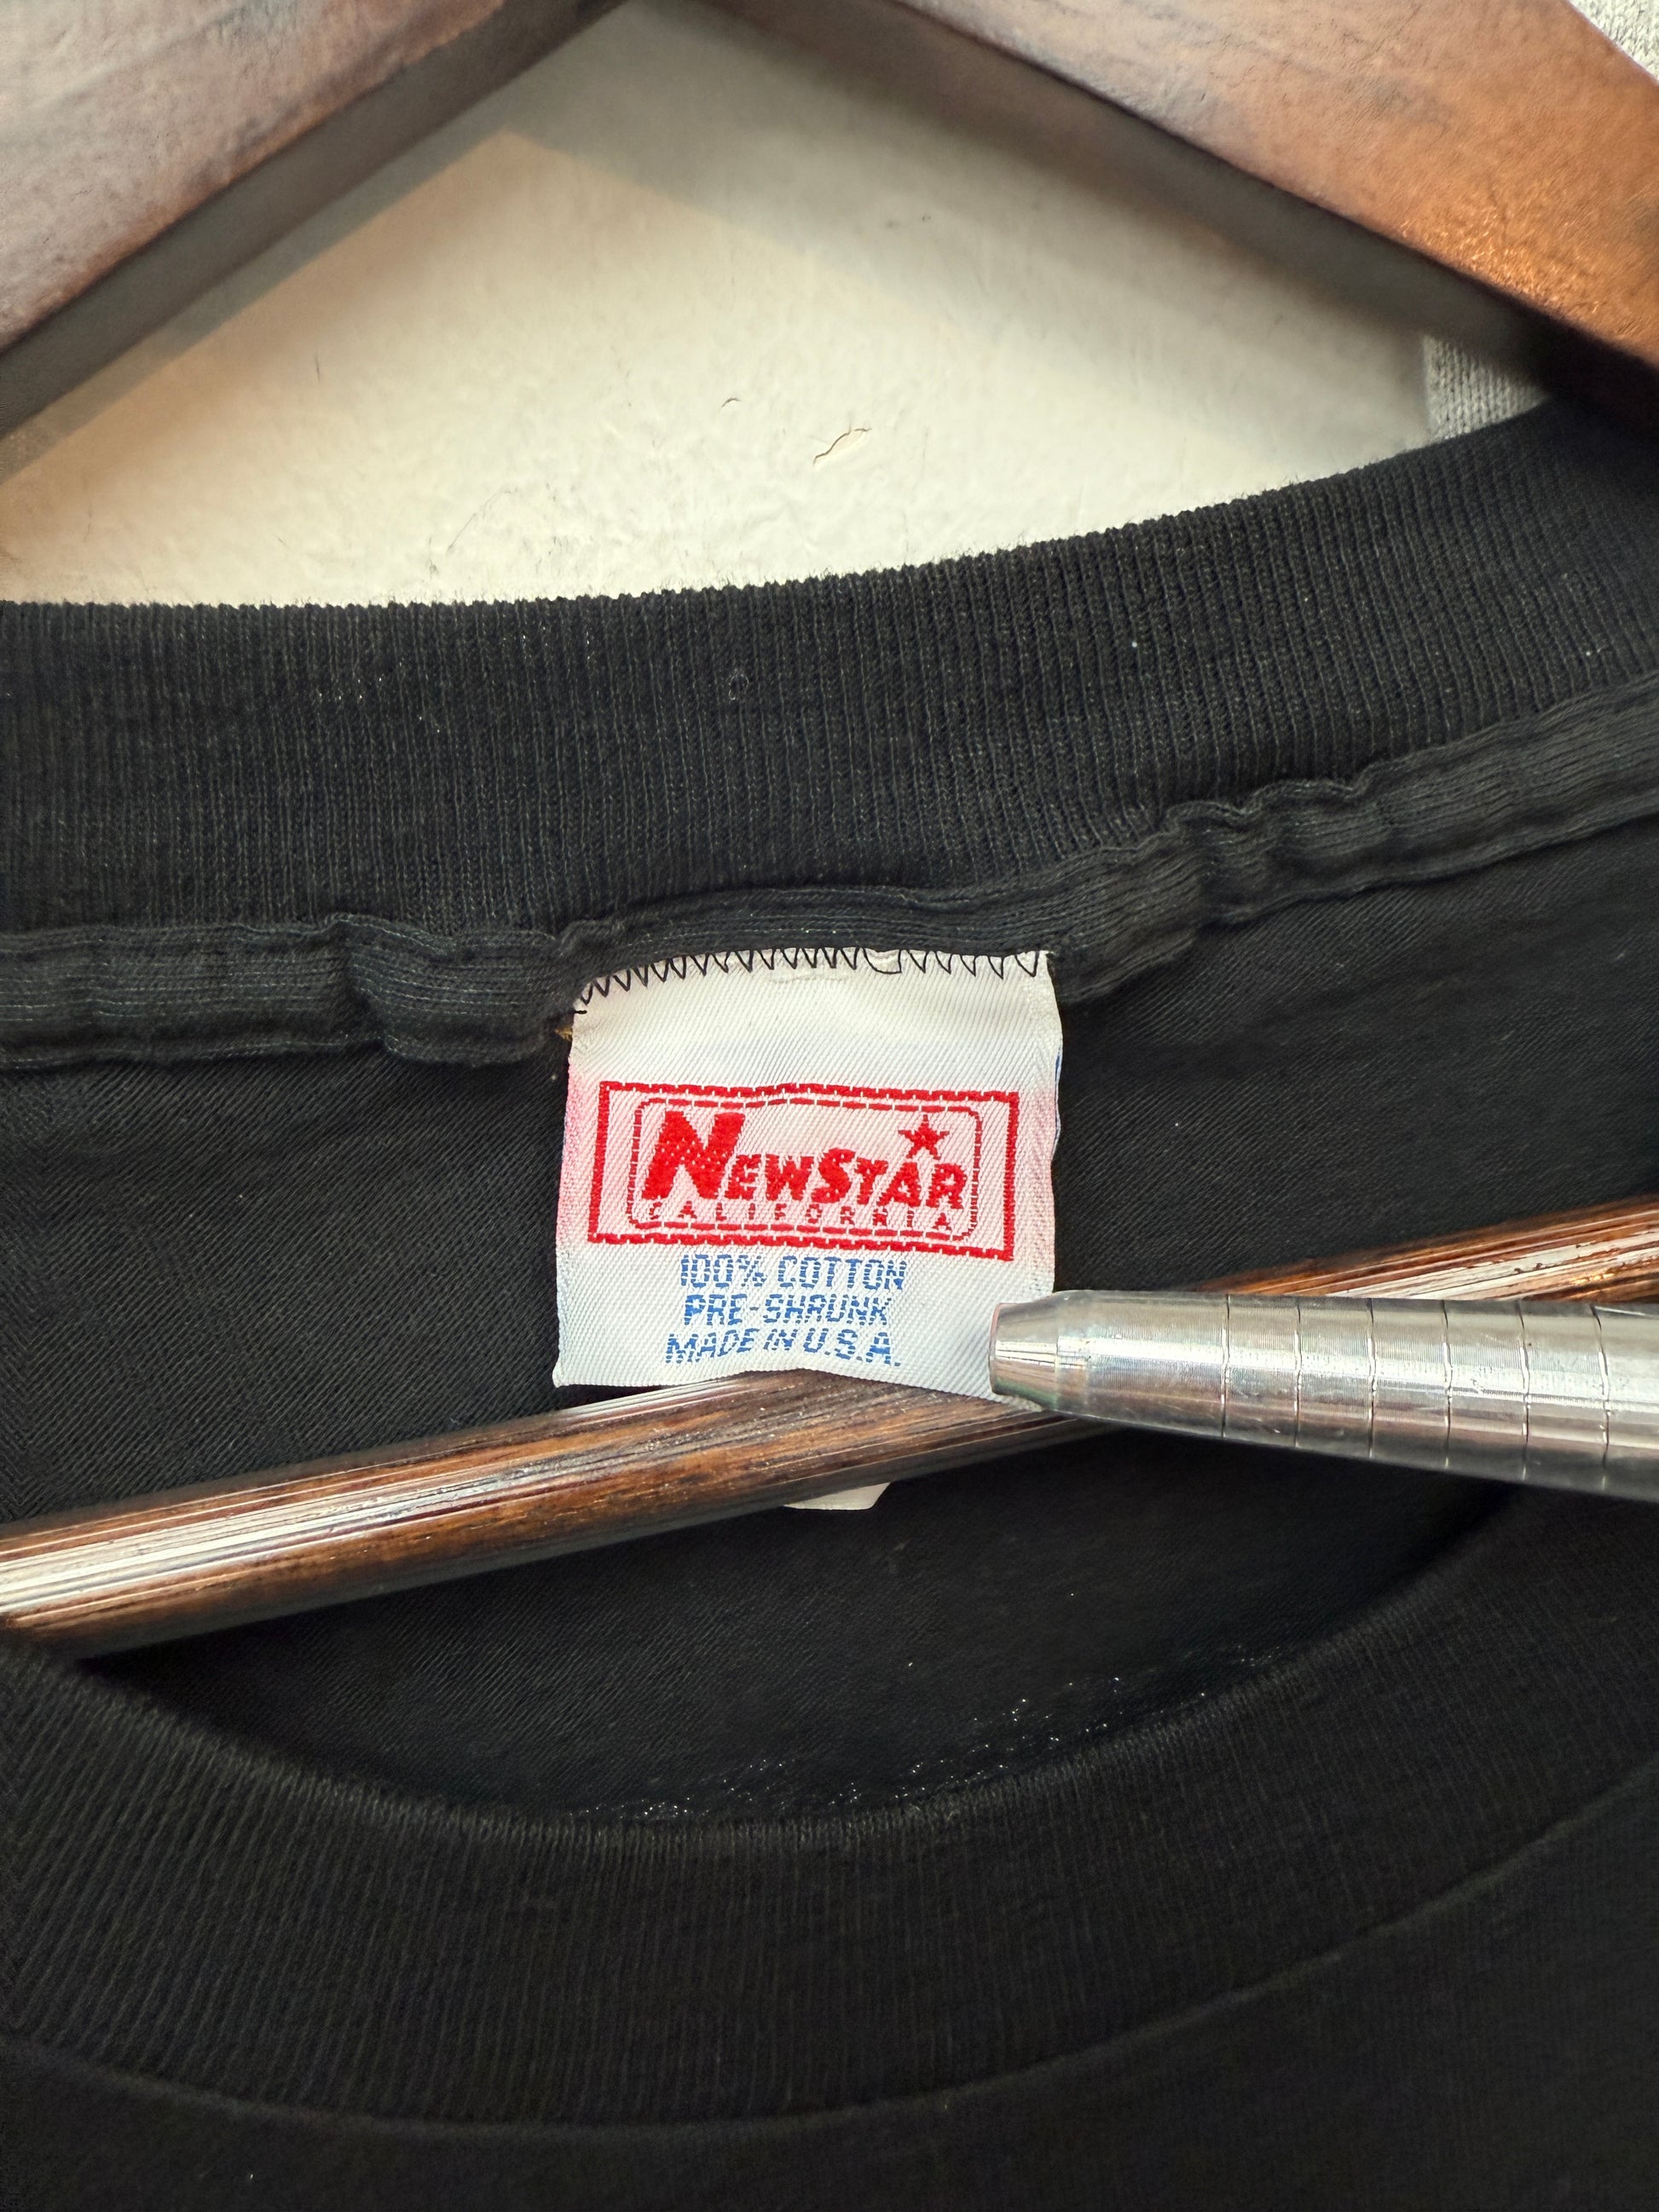 NEWSTAR
CALIFORNIA
100% COTTON
PRE-SHRUNK
MADE IN U.S.A.